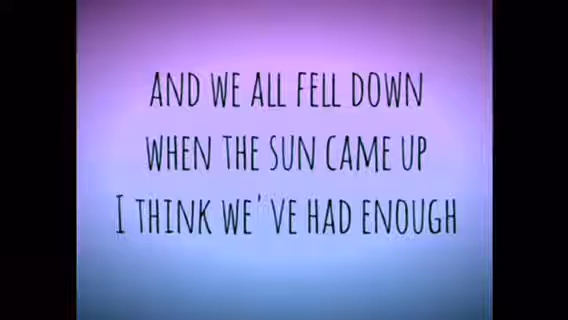 AND WE ALL FELL DOWN
WHEN THE SUN CAME UP
I THINK WE'VE HAD ENOUGH